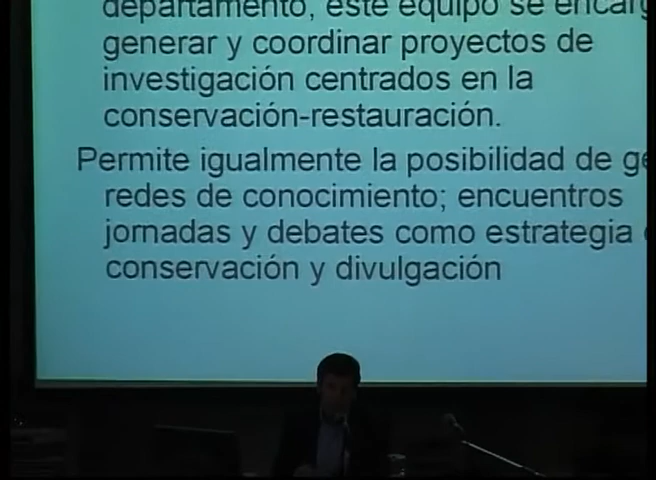 departamento, este equipo se
generar y coordinar proyectos de
investigación centrados en la
conservación-restauración.
Permite igualmente la posibilidad de
redes de conocimiento; encuentros
jornadas y debates como estrategia
conservación y divulgación